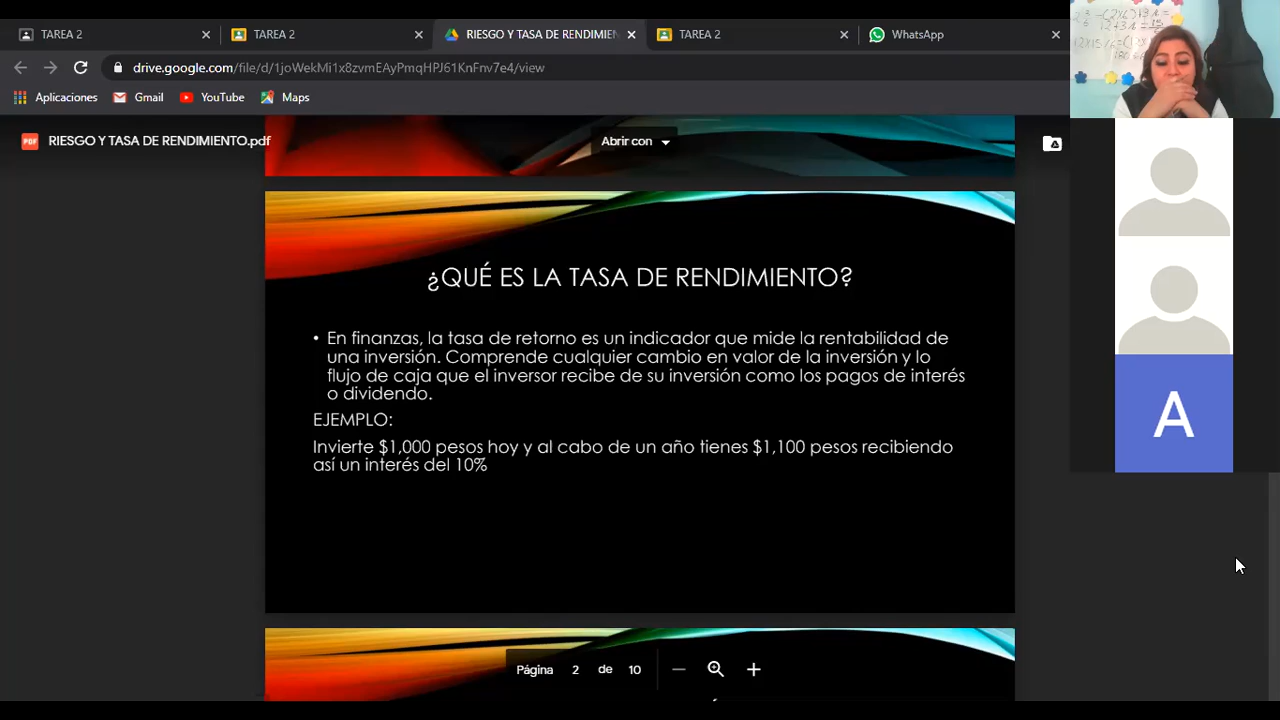 TAREA 2
TAREA 2
RIESGO Y TASA DE RENDIMIEN
TAREA 2
WhatsApp
drive.google.com/file/d/1joWekMi1x8zvmEAyPmqHPJ61KnFnv7e4/view
Aplicaciones
Gmail
YouTube
Maps
PDF
RIESGO Y TASA DE RENDIMIENTO.pdf
Abrir con
¿QUÉ ES LA TASA DE RENDIMIENTO?
• En finanzas, la tasa de retorno es un indicador que mide la rentabilidad de
una inversión. Comprende cualquier cambio en valor de la inversión y lo
flujo de caja que el inversor recibe de su inversión como los pagos de interés
o dividendo.
EJEMPLO:
Invierte $1,000 pesos hoy y al cabo de un año tienes $1,100 pesos recibiendo
así un interés del 10%
Página 2 de 10
A